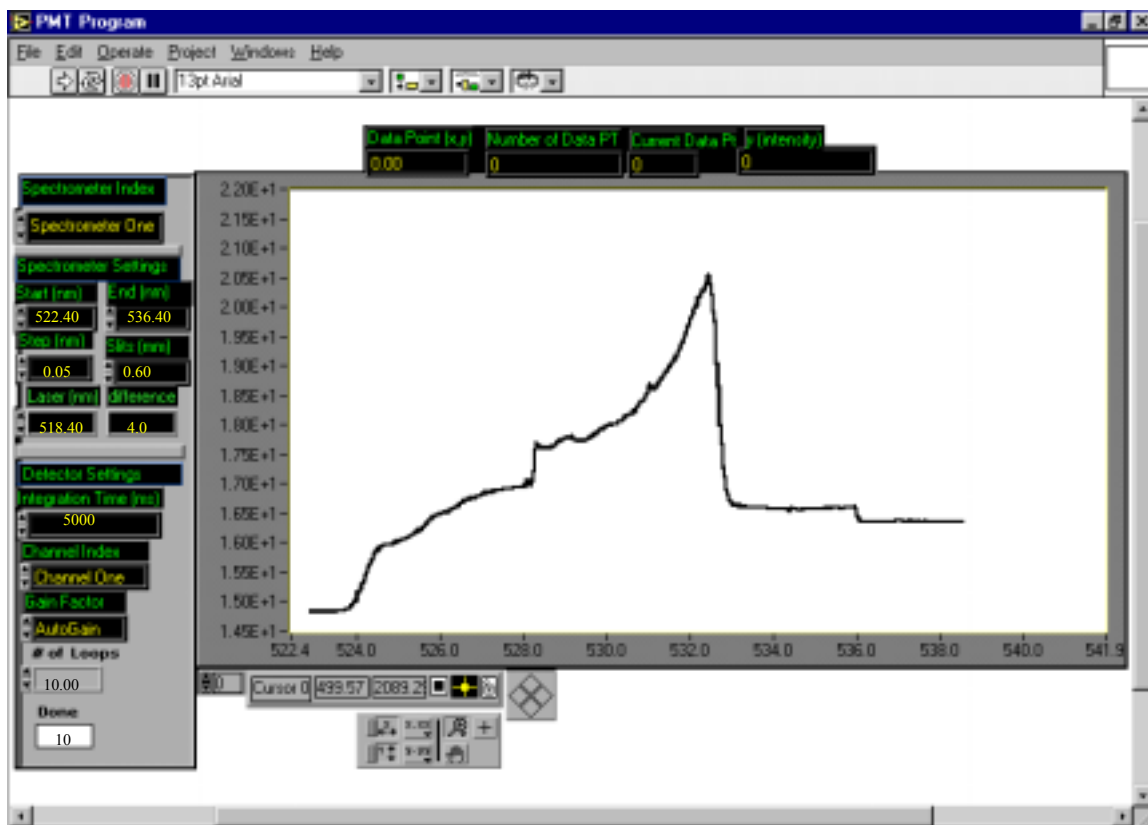 PMT Program
File Edit Operate Project Windows Help
13pt Arial
Data Point (x,y) Number of Data PT Current Data P y (intensity)
0.00 0 0 0
Spectrometer Index
Spectrometer One
Spectrometer Settings
Start (nm) End (nm)
522.40 536.40
Step (nm) Slits (mm)
0.05 0.60
Laser (nm) difference
518.40 4.0
Detector Settings
Integration Time (ms)
5000
Channel Index
Channel One
Gain Factor
AutoGain
# of Loops
10.00
Done
10
2.20E+1
2.15E+1
2.10E+1
2.05E+1
2.00E+1
1.95E+1
1.90E+1
1.85E+1
1.80E+1
1.75E+1
1.70E+1
1.65E+1
1.60E+1
1.55E+1
1.50E+1
1.45E+1
522.4 524.0 526.0 528.0 530.0 532.0 534.0 536.0 538.0 540.0 541.9
0 Cursor 0 499.57 2089.2